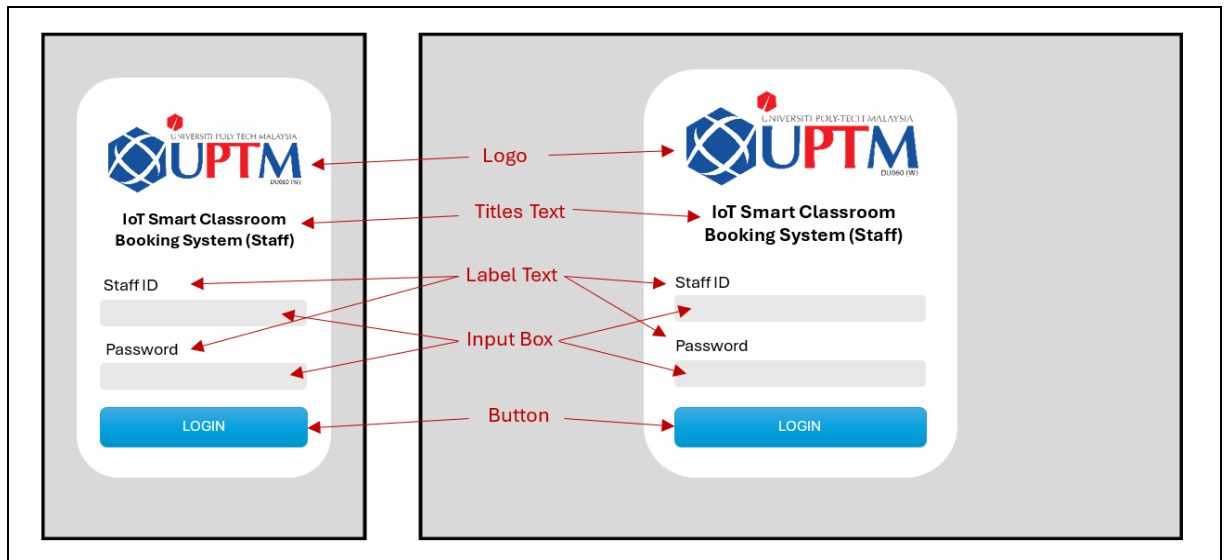 UNIVERSITI POLY-TECH MALAYSIA
UPTM
DU060 (W)
IoT Smart Classroom
Booking System (Staff)
Staff ID
Password
LOGIN
Logo
Titles Text
Label Text
Input Box
Button
UNIVERSITI POLY-TECH MALAYSIA
UPTM
DU060 (W)
IoT Smart Classroom
Booking System (Staff)
Staff ID
Password
LOGIN